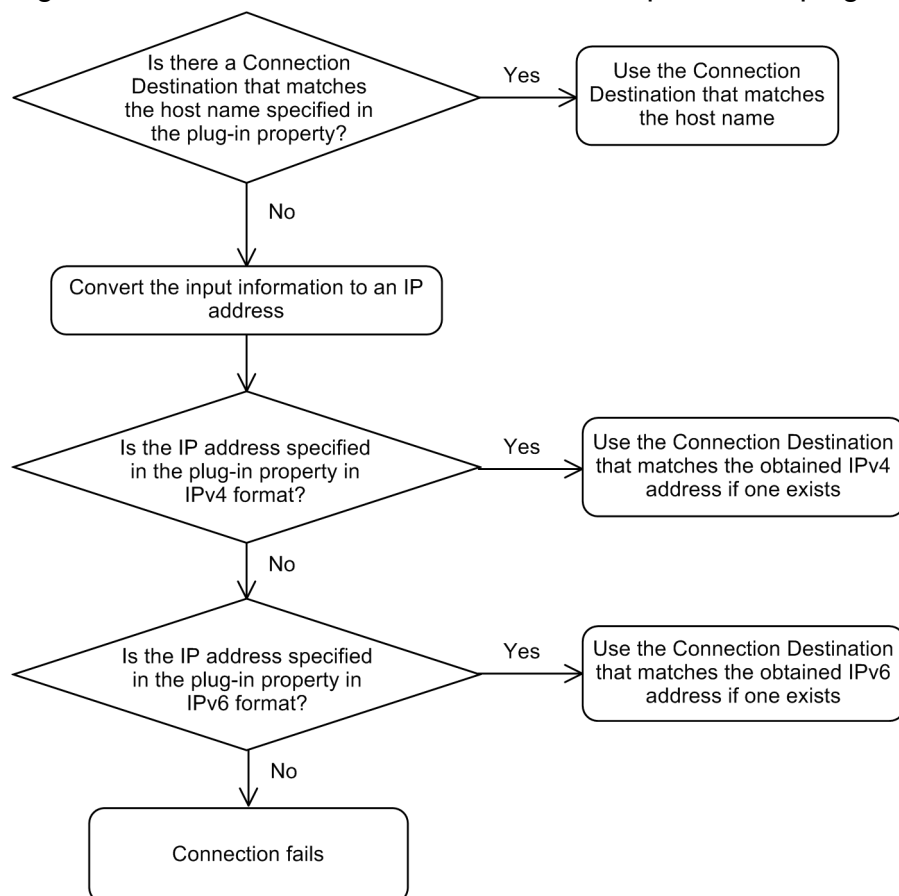 Is there a Connection
Destination that matches
the host name specified in
the plug-in property?
Yes
Use the Connection
Destination that matches
the host name
No
Convert the input information to an IP
address
Is the IP address specified
in the plug-in property in
IPv4 format?
Yes
Use the Connection Destination
that matches the obtained IPv4
address if one exists
No
Is the IP address specified
in the plug-in property in
IPv6 format?
Yes
Use the Connection Destination
that matches the obtained IPv6
address if one exists
No
Connection fails